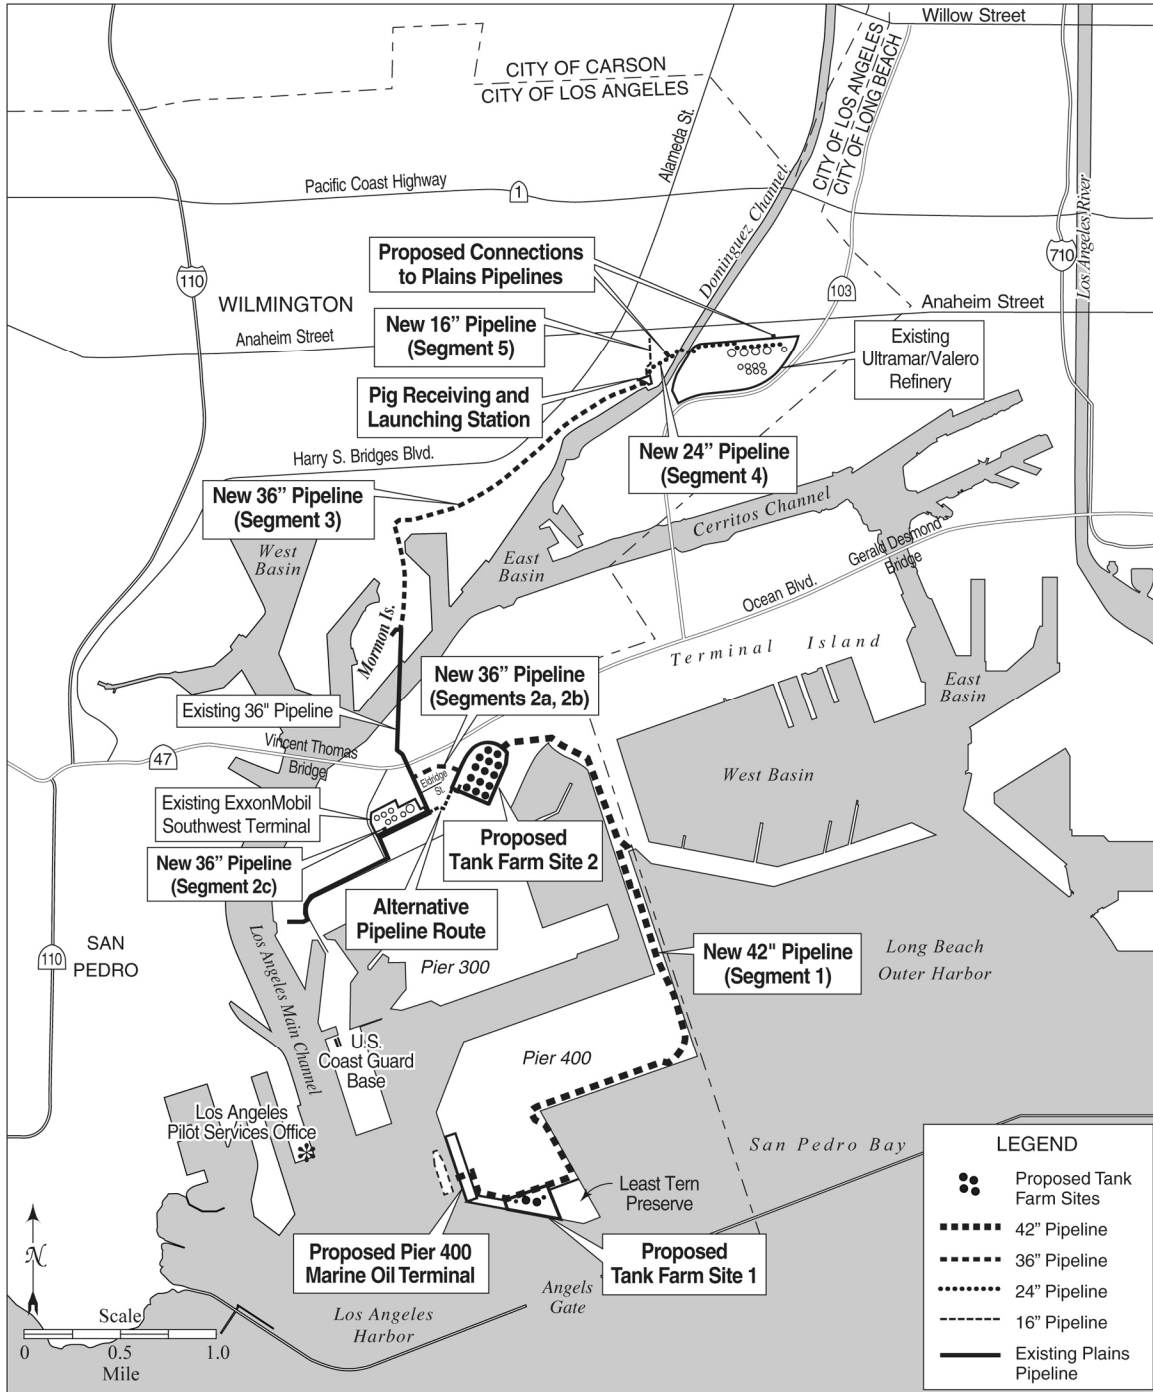 Willow Street
CITY OF CARSON
CITY OF LOS ANGELES
CITY OF LOS ANGELES
CITY OF LONG BEACH
Alameda St.
Pacific Coast Highway
1
Dominguez Channel
Los Angeles River
110
710
103
Proposed Connections
to Plains Pipelines
WILMINGTON
Anaheim Street
Anaheim Street
New 16” Pipeline
(Segment 5)
Existing
Ultramar/Valero
Refinery
Pig Receiving and
Launching Station
Harry S. Bridges Blvd.
New 24” Pipeline
(Segment 4)
New 36” Pipeline
(Segment 3)
Cerritos Channel
West
Basin
East
Basin
Gerald Desmond
Bridge
Ocean Blvd.
Mormon Is.
Terminal Island
New 36” Pipeline
(Segments 2a, 2b)
East
Basin
Existing 36" Pipeline
Vincent Thomas
Bridge
47
Eldridge
St.
West Basin
Existing ExxonMobil
Southwest Terminal
Proposed
Tank Farm Site 2
New 36” Pipeline
(Segment 2c)
Alternative
Pipeline Route
SAN
PEDRO
110
Los Angeles Main Channel
Pier 300
New 42" Pipeline
(Segment 1)
Long Beach
Outer Harbor
U.S.
Coast Guard
Base
Pier 400
Los Angeles
Pilot Services Office
San Pedro Bay
Least Tern
Preserve
Proposed Pier 400
Marine Oil Terminal
Proposed
Tank Farm Site 1
Angels
Gate
Los Angeles
Harbor
N
Scale
0 0.5 1.0
Mile
LEGEND
Proposed Tank
Farm Sites
42” Pipeline
36” Pipeline
24” Pipeline
16” Pipeline
Existing Plains
Pipeline